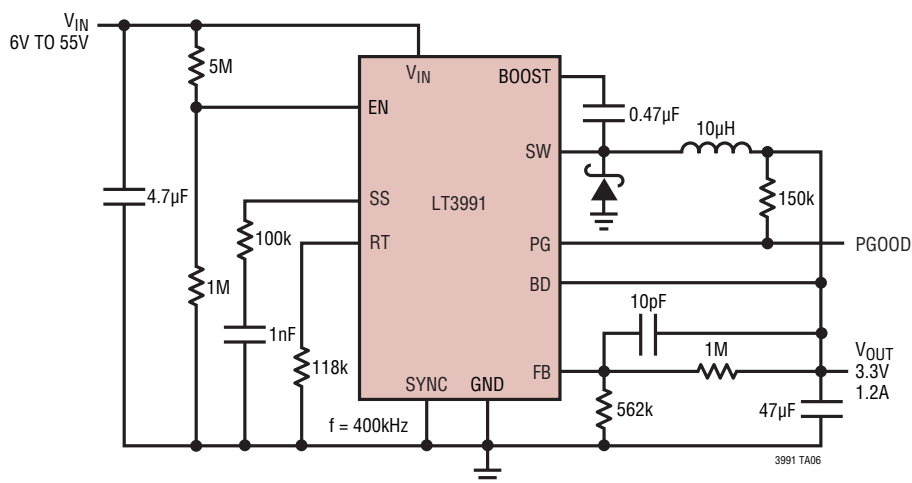 VIN
6V TO 55V
5M
VIN
BOOST
EN
0.47µF
10µH
SW
4.7µF
SS
LT3991
150k
100k
RT
PG
PGOOD
BD
1M
10pF
1nF
1M
VOUT
3.3V
1.2A
118k
FB
SYNC
GND
562k
47µF
f = 400kHz
3991 TA06